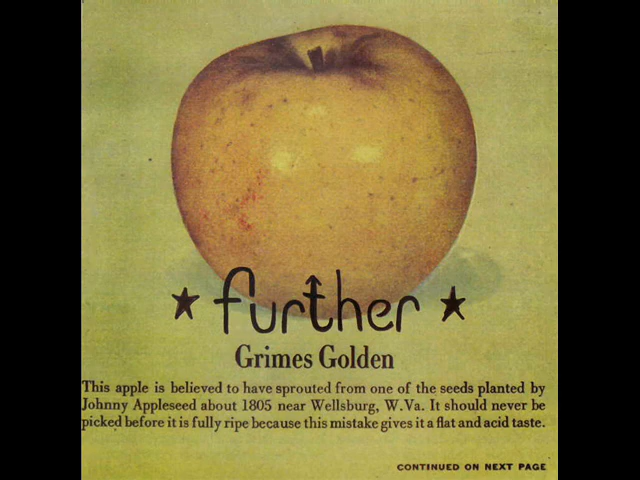 ★ further ★
Grimes Golden
This apple is believed to have sprouted from one of the seeds planted by
Johnny Appleseed about 1805 near Wellsburg, W.Va. It should never be
picked before it is fully ripe because this mistake gives it a flat and acid taste.
CONTINUED ON NEXT PAGE